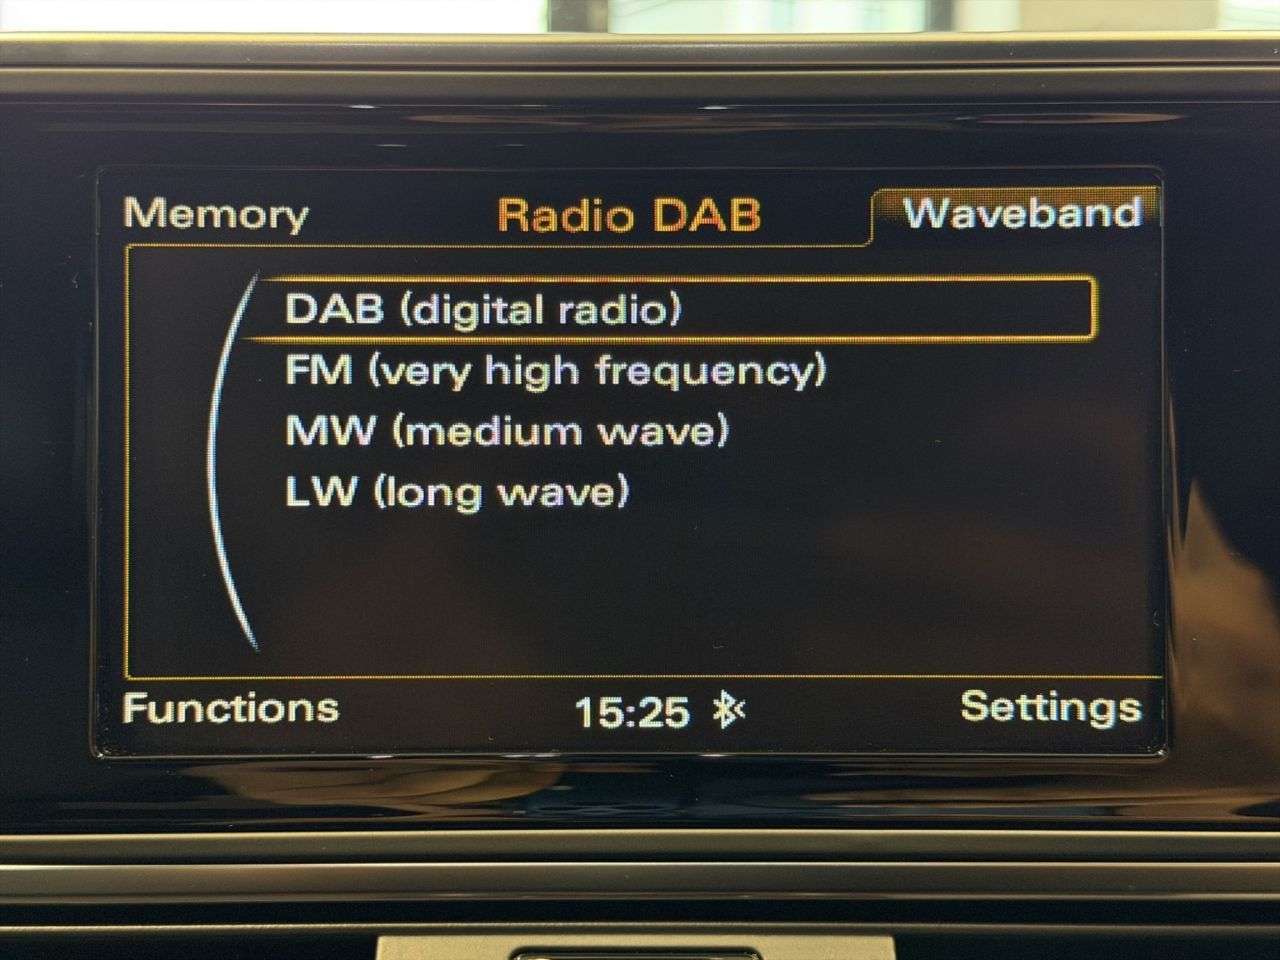 Memory Radio DAB Waveband
DAB (digital radio)
FM (very high frequency)
MW (medium wave)
LW (long wave)
Functions 15:25 Settings